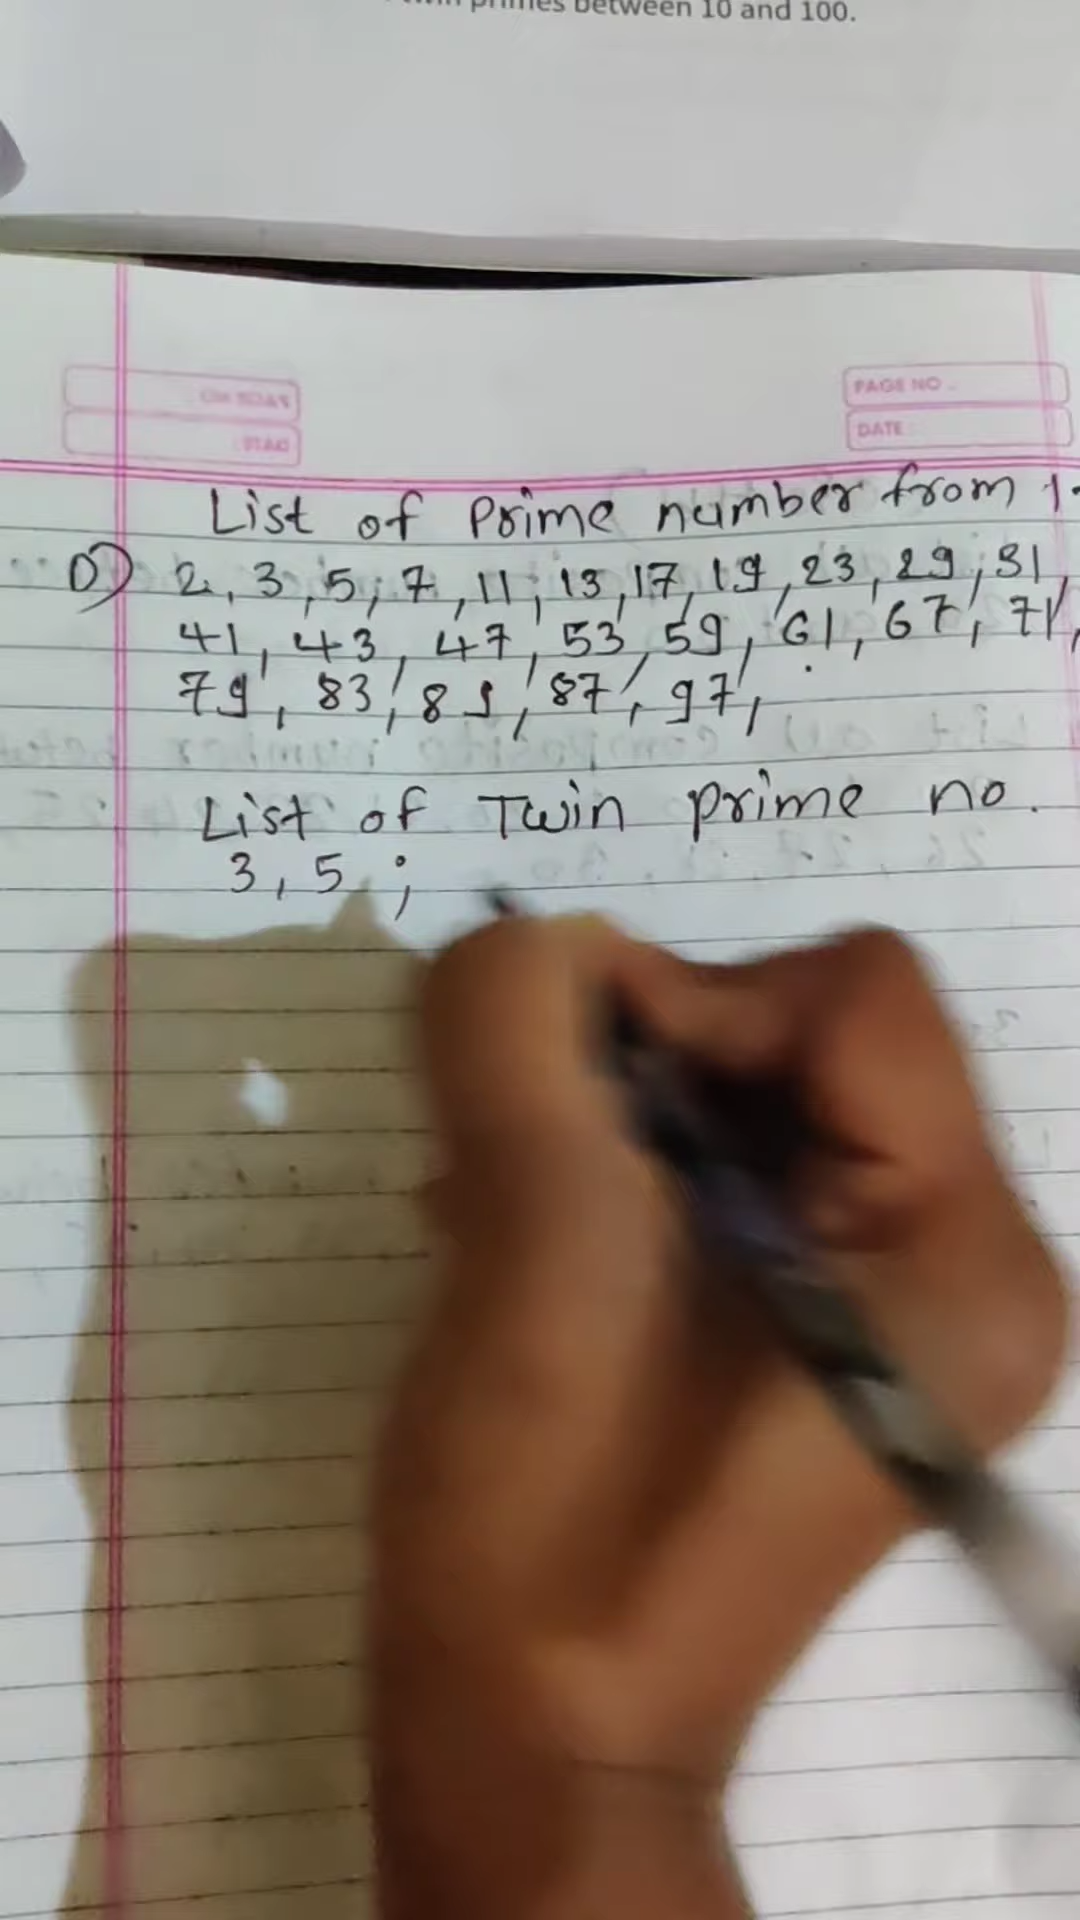 primes between 10 and 100.
PAGE NO.
DATE:
List of Prime number from 1
D) 2, 3, 5, 7, 11, 13, 17, 19, 23, 29, 31,
41, 43, 47, 53, 59, 61, 67, 71,
79, 83, 89, 87, 97,
List of Twin prime no.
3, 5 ;